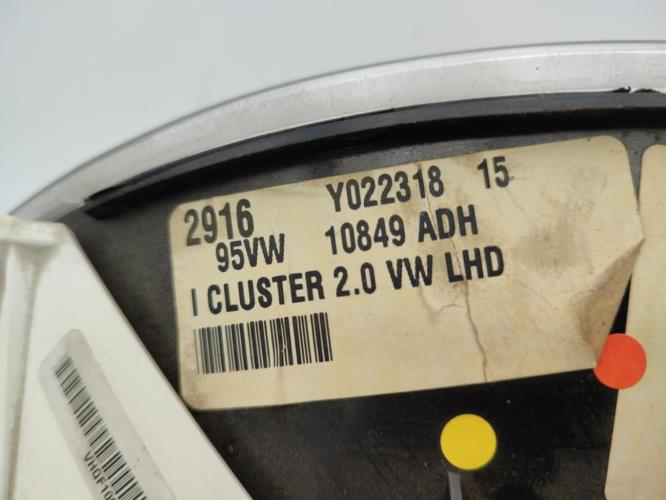 2916 Y022318 15
95VW 10849 ADH
I CLUSTER 2.0 VW LHD